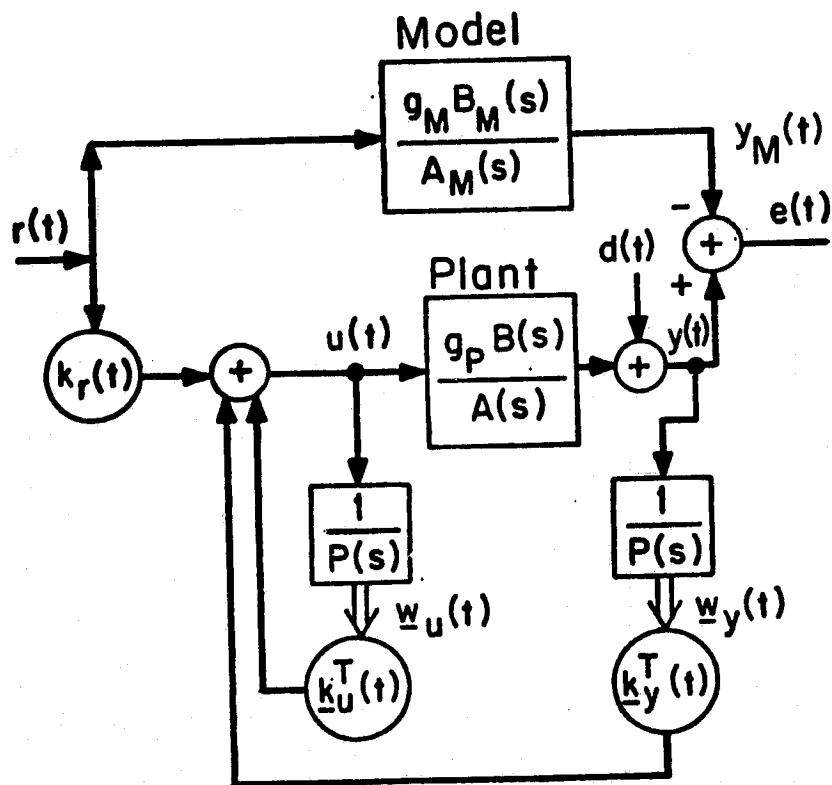 Model
g_M B_M(s)
A_M(s)
y_M(t)
-
r(t)
+
e(t)
d(t)
+
Plant
k_r(t)
+
u(t)
g_P B(s)
A(s)
+
y(t)
1
P(s)
1
P(s)
w_u(t)
w_y(t)
k_u^T(t)
k_y^T(t)